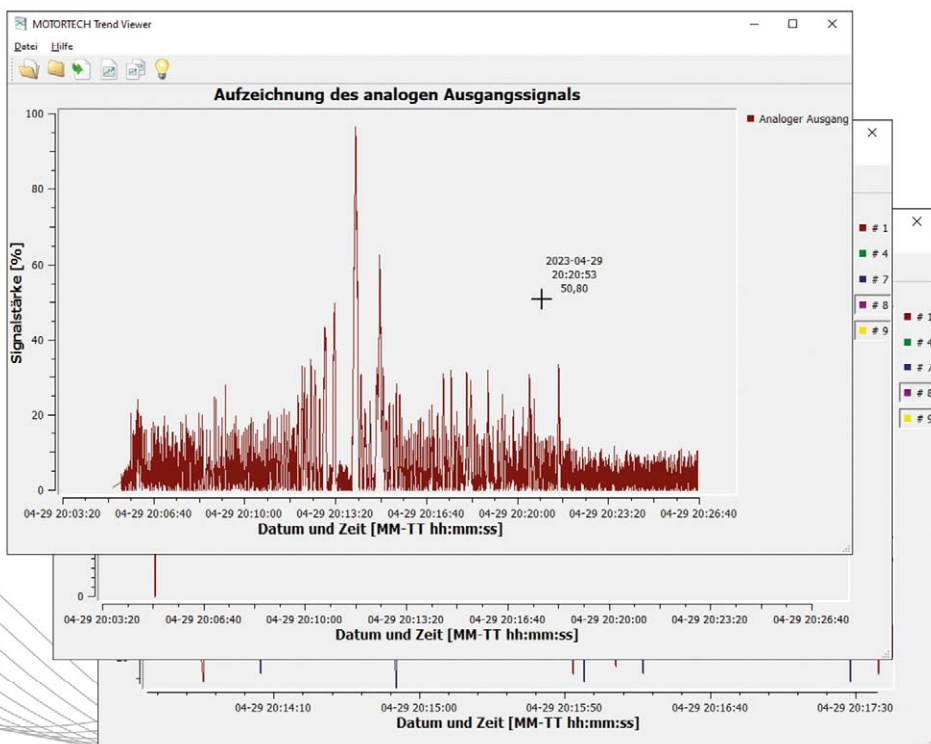 MOTORTECH Trend Viewer
Datei Hilfe
Aufzeichnung des analogen Ausgangssignals
Analoger Ausgang
Signalstärke [%]
100
80
60
40
20
0
2023-04-29
20:20:53
50,80
04-29 20:03:20 04-29 20:06:40 04-29 20:10:00 04-29 20:13:20 04-29 20:16:40 04-29 20:20:00 04-29 20:23:20 04-29 20:26:40
Datum und Zeit [MM-TT hh:mm:ss]
# 1
# 4
# 7
# 8
# 9
0
04-29 20:03:20 04-29 20:06:40 04-29 20:10:00 04-29 20:13:20 04-29 20:16:40 04-29 20:20:00 04-29 20:23:20 04-29 20:26:40
Datum und Zeit [MM-TT hh:mm:ss]
# 1
# 4
# 7
# 8
# 9
04-29 20:14:10 04-29 20:15:00 04-29 20:15:50 04-29 20:16:40 04-29 20:17:30
Datum und Zeit [MM-TT hh:mm:ss]